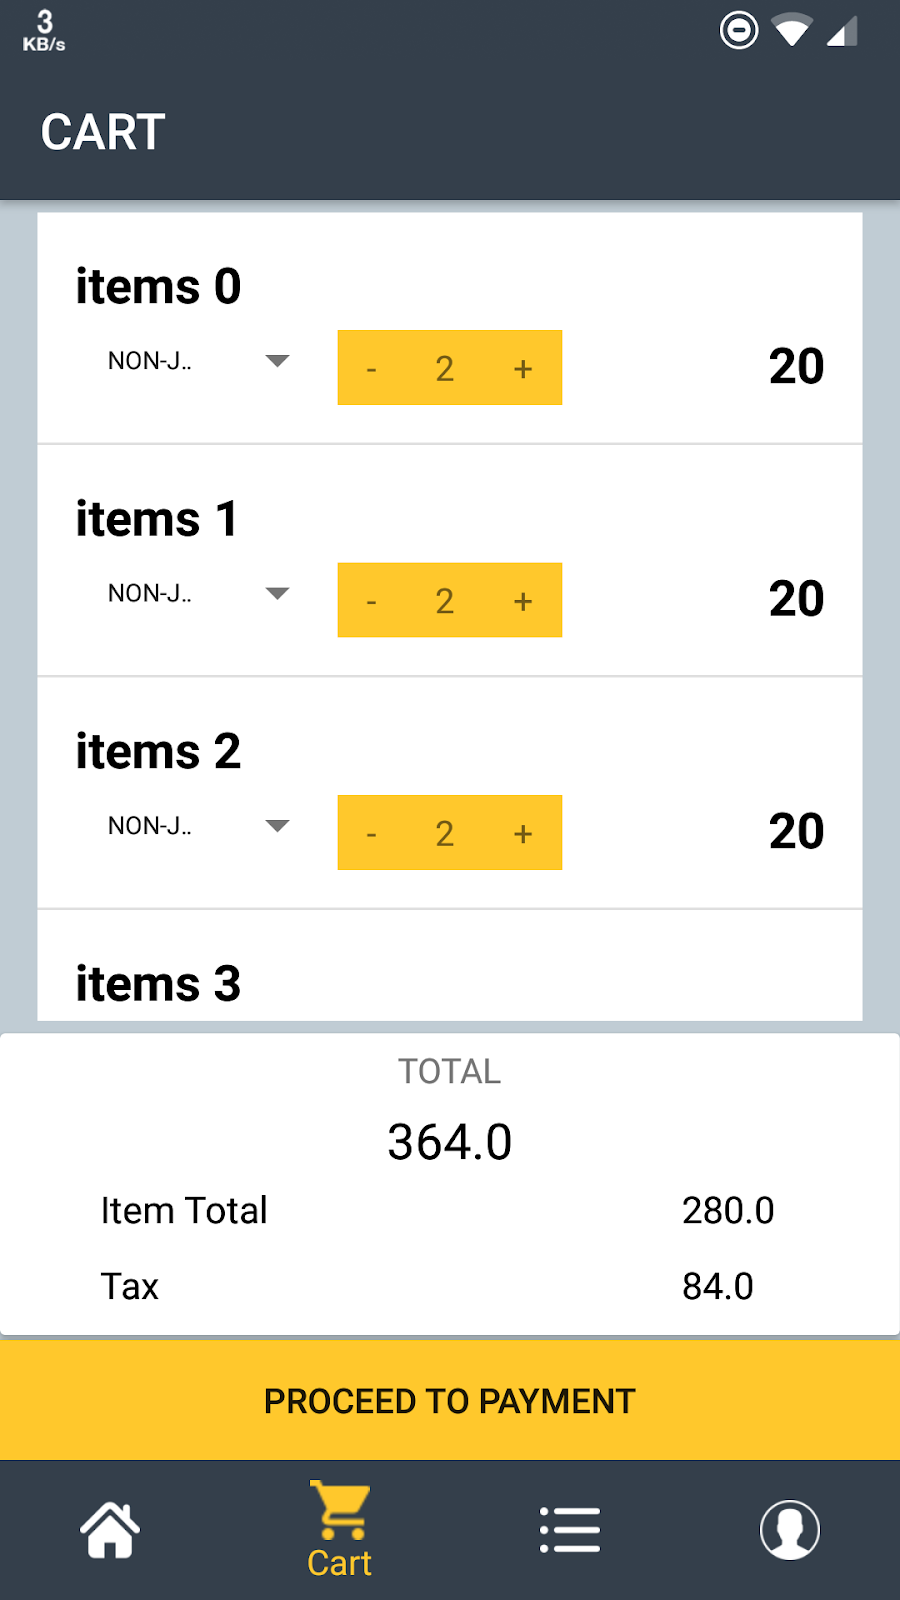 3
KB/s
CART
items 0
NON-J.. - 2 + 20
items 1
NON-J.. - 2 + 20
items 2
NON-J.. - 2 + 20
items 3
TOTAL
364.0
Item Total 280.0
Tax 84.0
PROCEED TO PAYMENT
Cart